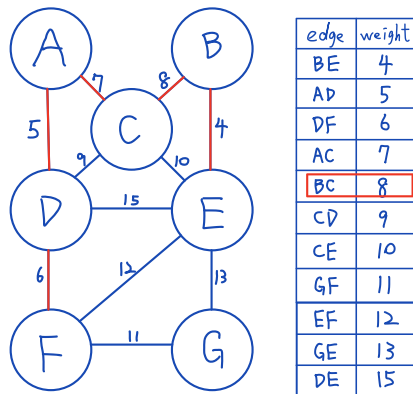 A
B
7
8
C
5
4
9
10
D
15
E
6
12
13
F
11
G
edge weight
BE 4
AD 5
DF 6
AC 7
BC 8
CD 9
CE 10
GF 11
EF 12
GE 13
DE 15